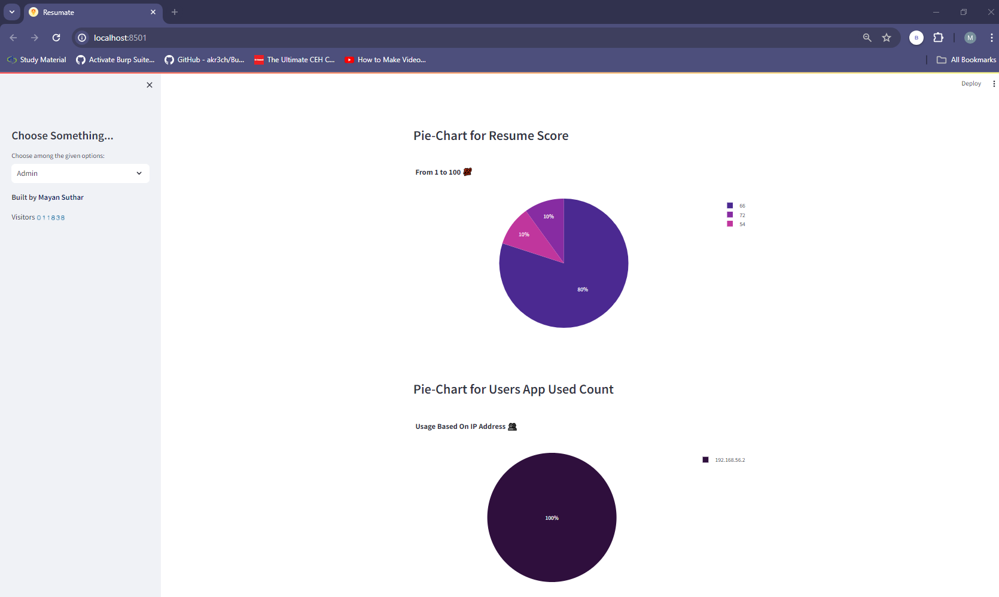 Resumate
localhost:8501
B
M
Study Material
Activate Burp Suite...
GitHub - akr3ch/Bu...
The Ultimate CEH C...
How to Make Video...
All Bookmarks
Deploy
Choose Something...
Choose among the given options:
Admin
Built by Mayan Suthar
Visitors 011838
Pie-Chart for Resume Score
From 1 to 100 💯
66
72
54
10%
10%
80%
Pie-Chart for Users App Used Count
Usage Based On IP Address 👥
192.168.56.2
100%